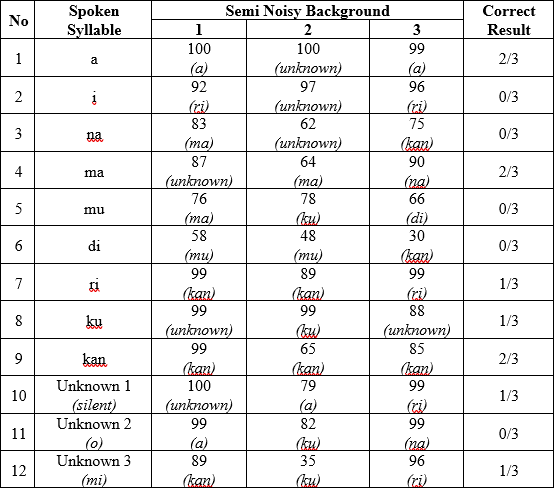 No Spoken Syllable Semi Noisy Background Correct Result
1 2 3
1 a 100 (a) 100 (unknown) 99 (a) 2/3
2 i 92 (ri) 97 (unknown) 96 (ri) 0/3
3 na 83 (ma) 62 (unknown) 75 (kan) 0/3
4 ma 87 (unknown) 64 (ma) 90 (na) 2/3
5 mu 76 (ma) 78 (ku) 66 (di) 0/3
6 di 58 (mu) 48 (mu) 30 (kan) 0/3
7 ri 99 (kan) 89 (kan) 99 (ri) 1/3
8 ku 99 (unknown) 99 (ku) 88 (unknown) 1/3
9 kan 99 (kan) 65 (kan) 85 (kan) 2/3
10 Unknown 1 (silent) 100 (unknown) 79 (a) 99 (ri) 1/3
11 Unknown 2 (o) 99 (a) 82 (ku) 99 (na) 0/3
12 Unknown 3 (mi) 89 (kan) 35 (ku) 96 (ri) 1/3